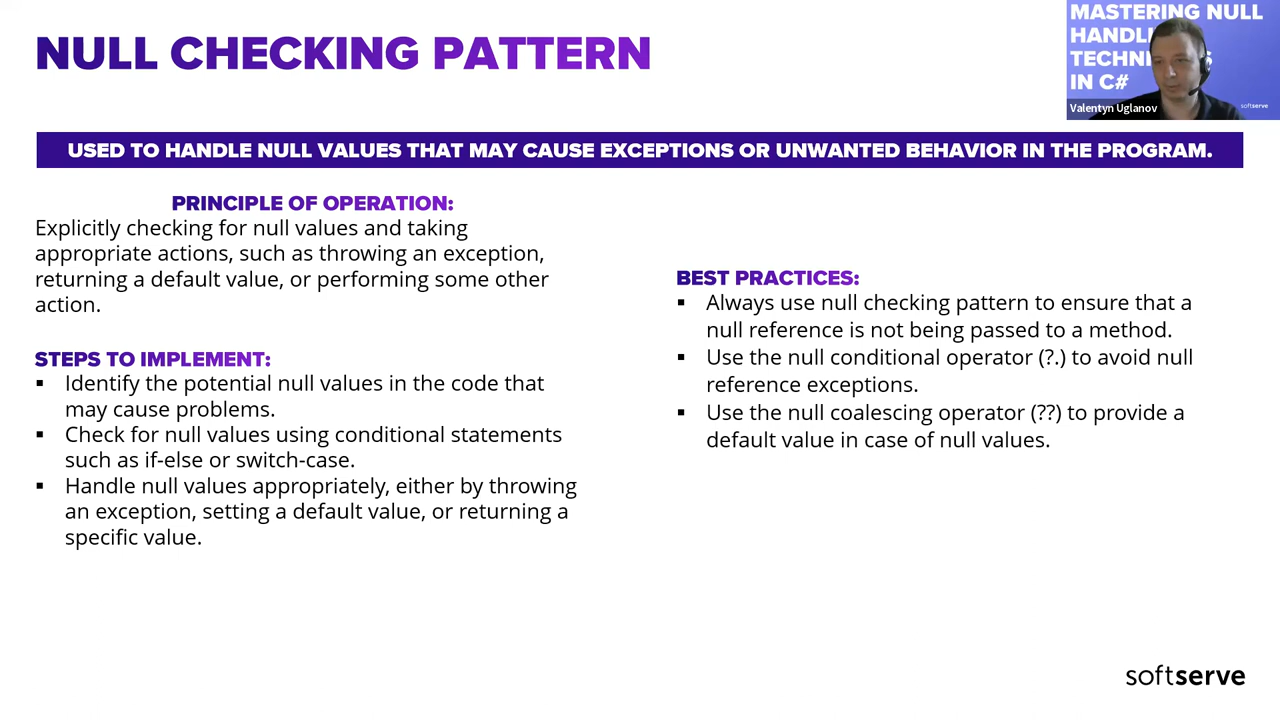 NULL CHECKING PATTERN
MASTERING NULL
HANDL
TECHN S
IN C#
Valentyn Uglanov
softserve
USED TO HANDLE NULL VALUES THAT MAY CAUSE EXCEPTIONS OR UNWANTED BEHAVIOR IN THE PROGRAM.
PRINCIPLE OF OPERATION:
Explicitly checking for null values and taking
appropriate actions, such as throwing an exception,
returning a default value, or performing some other
action.
STEPS TO IMPLEMENT:
▪ Identify the potential null values in the code that
may cause problems.
▪ Check for null values using conditional statements
such as if-else or switch-case.
▪ Handle null values appropriately, either by throwing
an exception, setting a default value, or returning a
specific value.
BEST PRACTICES:
▪ Always use null checking pattern to ensure that a
null reference is not being passed to a method.
▪ Use the null conditional operator (?.) to avoid null
reference exceptions.
▪ Use the null coalescing operator (??) to provide a
default value in case of null values.
softserve